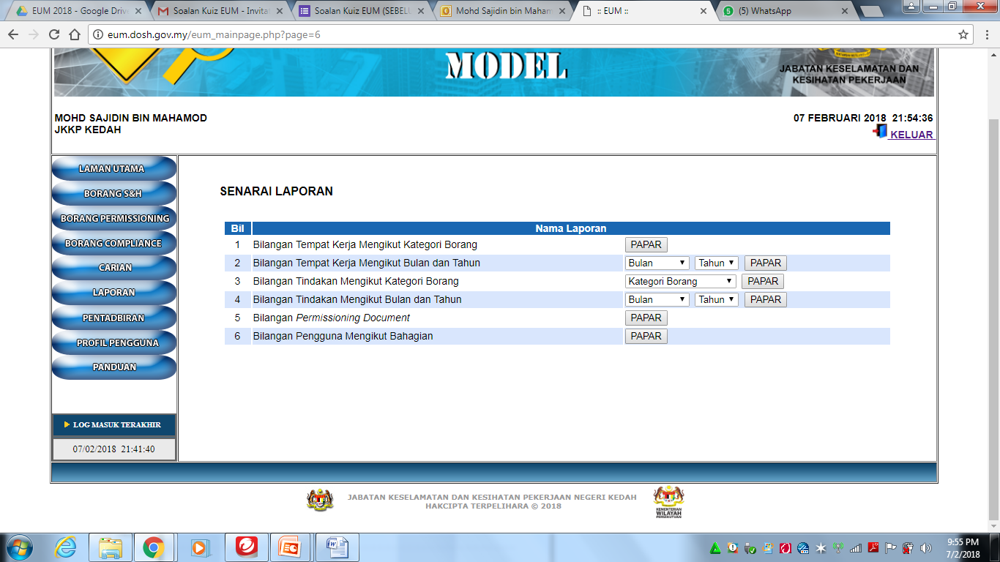 EUM 2018 - Google Drive
Soalan Kuiz EUM - Invitat
Soalan Kuiz EUM (SEBELU
Mohd Sajidin bin Maham
:: EUM ::
(5) WhatsApp
eum.dosh.gov.my/eum_mainpage.php?page=6
MODEL
JABATAN KESELAMATAN DAN
KESIHATAN PEKERJAAN
MOHD SAJIDIN BIN MAHAMOD
JKKP KEDAH
07 FEBRUARI 2018 21:54:36
KELUAR
LAMAN UTAMA
BORANG S&H
BORANG PERMISSIONING
BORANG COMPLIANCE
CARIAN
LAPORAN
PENTADBIRAN
PROFIL PENGGUNA
PANDUAN
LOG MASUK TERAKHIR
07/02/2018 21:41:40
SENARAI LAPORAN
Bil Nama Laporan
1 Bilangan Tempat Kerja Mengikut Kategori Borang PAPAR
2 Bilangan Tempat Kerja Mengikut Bulan dan Tahun Bulan Tahun PAPAR
3 Bilangan Tindakan Mengikut Kategori Borang Kategori Borang PAPAR
4 Bilangan Tindakan Mengikut Bulan dan Tahun Bulan Tahun PAPAR
5 Bilangan Permissioning Document PAPAR
6 Bilangan Pengguna Mengikut Bahagian PAPAR
JABATAN KESELAMATAN DAN KESIHATAN PEKERJAAN NEGERI KEDAH
HAKCIPTA TERPELIHARA © 2018
KEMENTERIAN
WILAYAH
PERSEKUTUAN
9:55 PM
7/2/2018